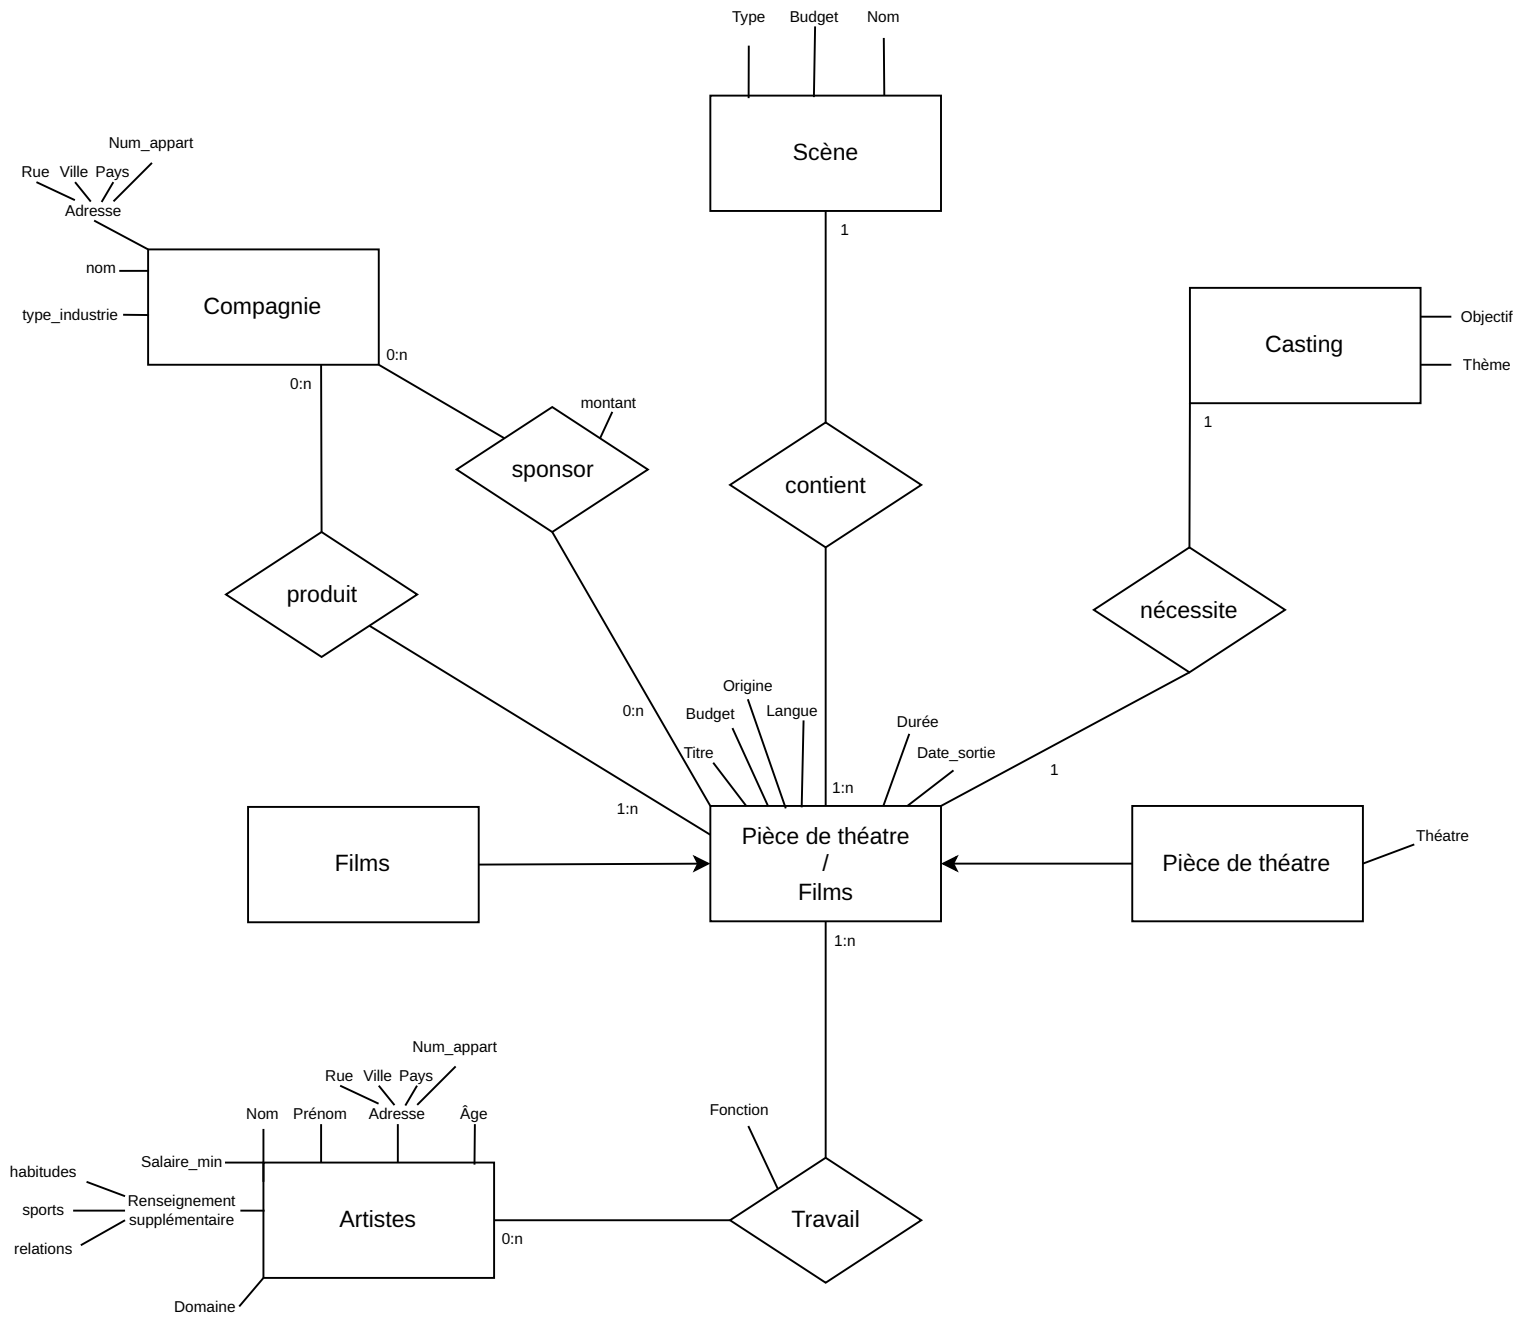 Type
Budget
Nom
Scène
1
Num_appart
Rue
Ville
Pays
Adresse
nom
type_industrie
Compagnie
0:n
0:n
Casting
Objectif
Thème
1
montant
sponsor
contient
produit
nécessite
0:n
Origine
Budget
Langue
Titre
Durée
Date_sortie
1
1:n
1:n
Films
Pièce de théatre
/
Films
Pièce de théatre
Théatre
1:n
Num_appart
Rue
Ville
Pays
Nom
Prénom
Adresse
Âge
Fonction
Salaire_min
habitudes
sports
relations
Renseignement
supplémentaire
Artistes
0:n
Travail
Domaine